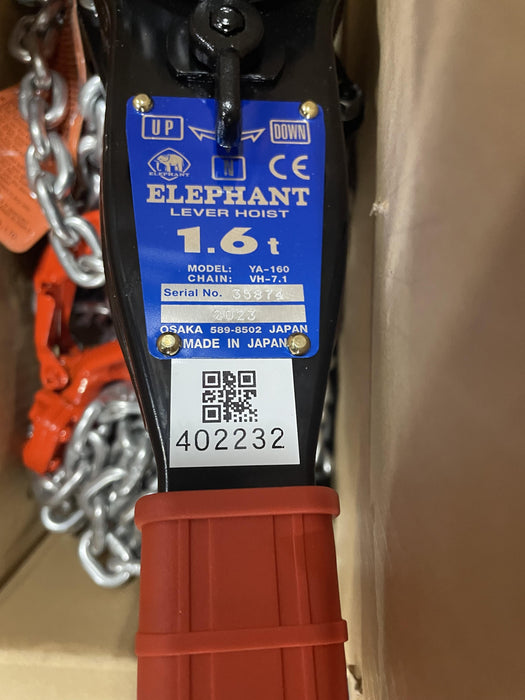 UP DOWN
N CE
ELEPHANT
ELEPHANT
LEVER HOIST
1.6 t
MODEL: YA-160
CHAIN: VH-7.1
Serial No. 35874
2023
OSAKA 589-8502 JAPAN
MADE IN JAPAN
402232